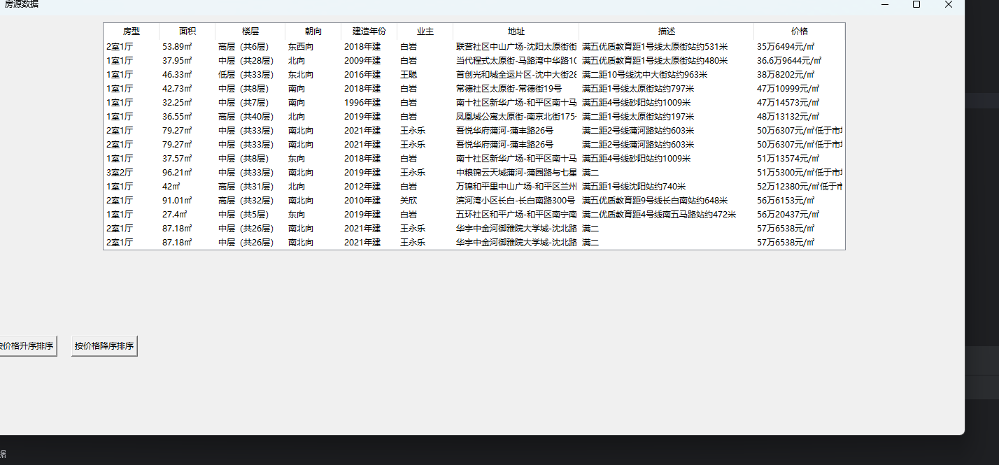 房源数据
房型 面积 楼层 朝向 建造年份 业主 地址 描述 价格
2室1厅 53.89㎡ 高层（共6层） 东西向 2018年建 白岩 联营社区中山广场-沈阳太原街街 满五优质教育距1号线太原街站约531米 35万6494元/㎡
1室1厅 37.95㎡ 中层（共28层） 北向 2009年建 白岩 当代程式太原街-马路湾中华路10 满五优质教育距1号线太原街站约480米 36.6万9644元/㎡
1室1厅 46.33㎡ 低层（共33层） 东北向 2016年建 王聪 首创光和城全运片区-沈中大街28 满二距10号线沈中大街站约963米 38万8202元/㎡
1室1厅 42.73㎡ 中层（共8层） 南向 2018年建 白岩 常德社区太原街-常德街19号 满五距1号线太原街站约797米 47万10999元/㎡
1室1厅 32.25㎡ 中层（共7层） 南向 1996年建 白岩 南十社区新华广场-和平区南十马 满五距4号线砂阳站约1009米 47万14573元/㎡
1室1厅 36.55㎡ 高层（共40层） 北向 2019年建 白岩 凤凰城公寓太原街-南京北街175- 满二距1号线太原街站约197米 48万13132元/㎡
2室1厅 79.27㎡ 中层（共33层） 南北向 2021年建 王永乐 吾悦华府蒲河-蒲丰路26号 满二距2号线蒲河路站约603米 50万6307元/㎡低于市
2室1厅 79.27㎡ 中层（共33层） 南北向 2021年建 王永乐 吾悦华府蒲河-蒲丰路26号 满二距2号线蒲河路站约603米 50万6307元/㎡低于市
1室1厅 37.57㎡ 中层（共8层） 东向 2018年建 白岩 南十社区新华广场-和平区南十马 满五距4号线砂阳站约1009米 51万13574元/㎡
3室2厅 96.21㎡ 中层（共33层） 南北向 2019年建 王永乐 中粮锦云天城蒲河-蒲园路与七星 满二 51万5300元/㎡低于市
1室1厅 42㎡ 高层（共31层） 北向 2012年建 白岩 万锦和平里中山广场-和平区兰州 满五距1号线沈阳站约740米 52万12380元/㎡低于市
2室1厅 91.01㎡ 高层（共32层） 南北向 2010年建 关欣 滨河湾小区长白-长白南路300号 满五优质教育距9号线长白南站约648米 56万6153元/㎡
1室1厅 27.4㎡ 中层（共5层） 东向 2019年建 白岩 五环社区和平广场-和平区南宁南 满二优质教育距4号线南五马路站约472米 56万20437元/㎡
2室1厅 87.18㎡ 中层（共26层） 南北向 2021年建 王永乐 华宇中金河御雅院大学城-沈北路 满二 57万6538元/㎡
2室1厅 87.18㎡ 中层（共26层） 南北向 2021年建 王永乐 华宇中金河御雅院大学城-沈北路 满二 57万6538元/㎡
按价格升序排序 按价格降序排序
据